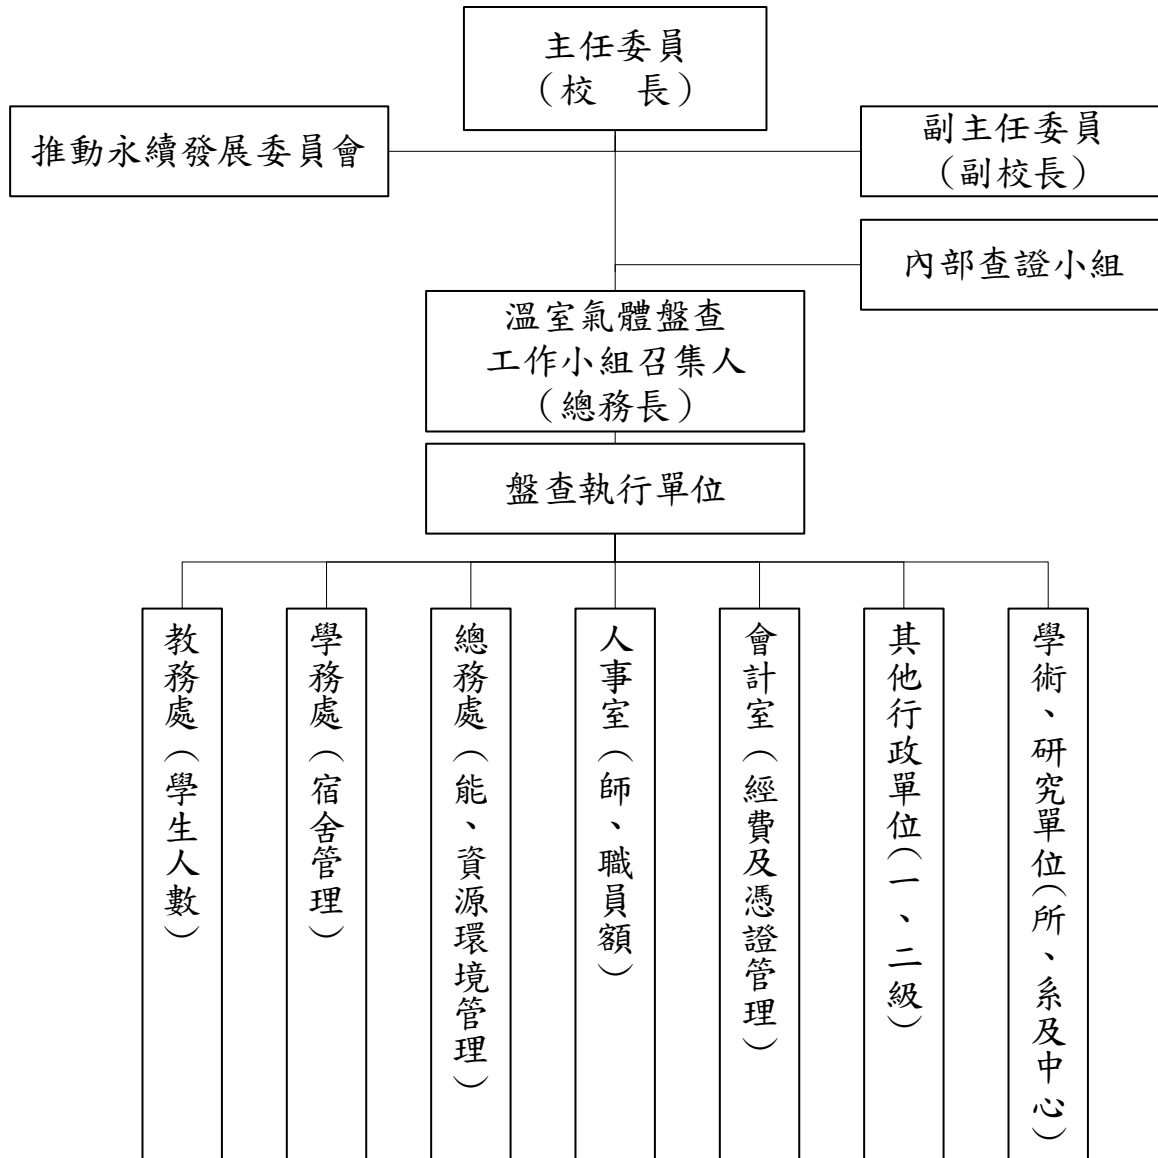 主任委員
（校　長）
推動永續發展委員會
副主任委員
（副校長）
內部查證小組
溫室氣體盤查
工作小組召集人
（總務長）
盤查執行單位
教務處（學生人數）
學務處（宿舍管理）
總務處（能、資源環境管理）
人事室（師、職員額）
會計室（經費及憑證管理）
其他行政單位（一、二級）
學術、研究單位（所、系及中心）